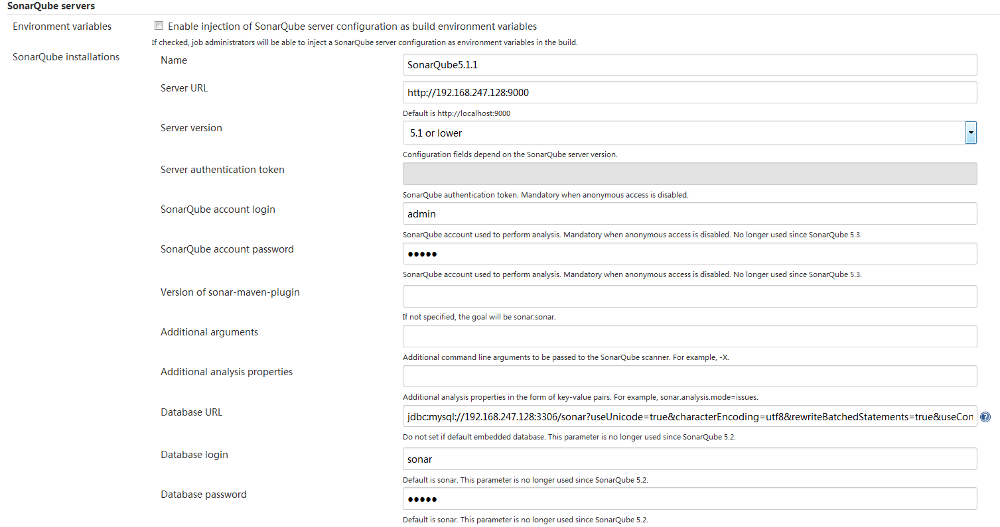 SonarQube servers
Environment variables
Enable injection of SonarQube server configuration as build environment variables
If checked, job administrators will be able to inject a SonarQube server configuration as environment variables in the build.
SonarQube installations
Name
SonarQube5.1.1
Server URL
http://192.168.247.128:9000
Default is http://localhost:9000
Server version
5.1 or lower
Configuration fields depend on the SonarQube server version.
Server authentication token
SonarQube authentication token. Mandatory when anonymous access is disabled.
SonarQube account login
admin
SonarQube account used to perform analysis. Mandatory when anonymous access is disabled. No longer used since SonarQube 5.3.
SonarQube account password
●●●●●
SonarQube account used to perform analysis. Mandatory when anonymous access is disabled. No longer used since SonarQube 5.3.
Version of sonar-maven-plugin
If not specified, the goal will be sonar:sonar.
Additional arguments
Additional command line arguments to be passed to the SonarQube scanner. For example, -X.
Additional analysis properties
Additional analysis properties in the form of key-value pairs. For example, sonar.analysis.mode=issues.
Database URL
jdbc:mysql://192.168.247.128:3306/sonar?useUnicode=true&characterEncoding=utf8&rewriteBatchedStatements=true&useCon
Do not set if default embedded database. This parameter is no longer used since SonarQube 5.2.
Database login
sonar
Default is sonar. This parameter is no longer used since SonarQube 5.2.
Database password
●●●●●
Default is sonar. This parameter is no longer used since SonarQube 5.2.